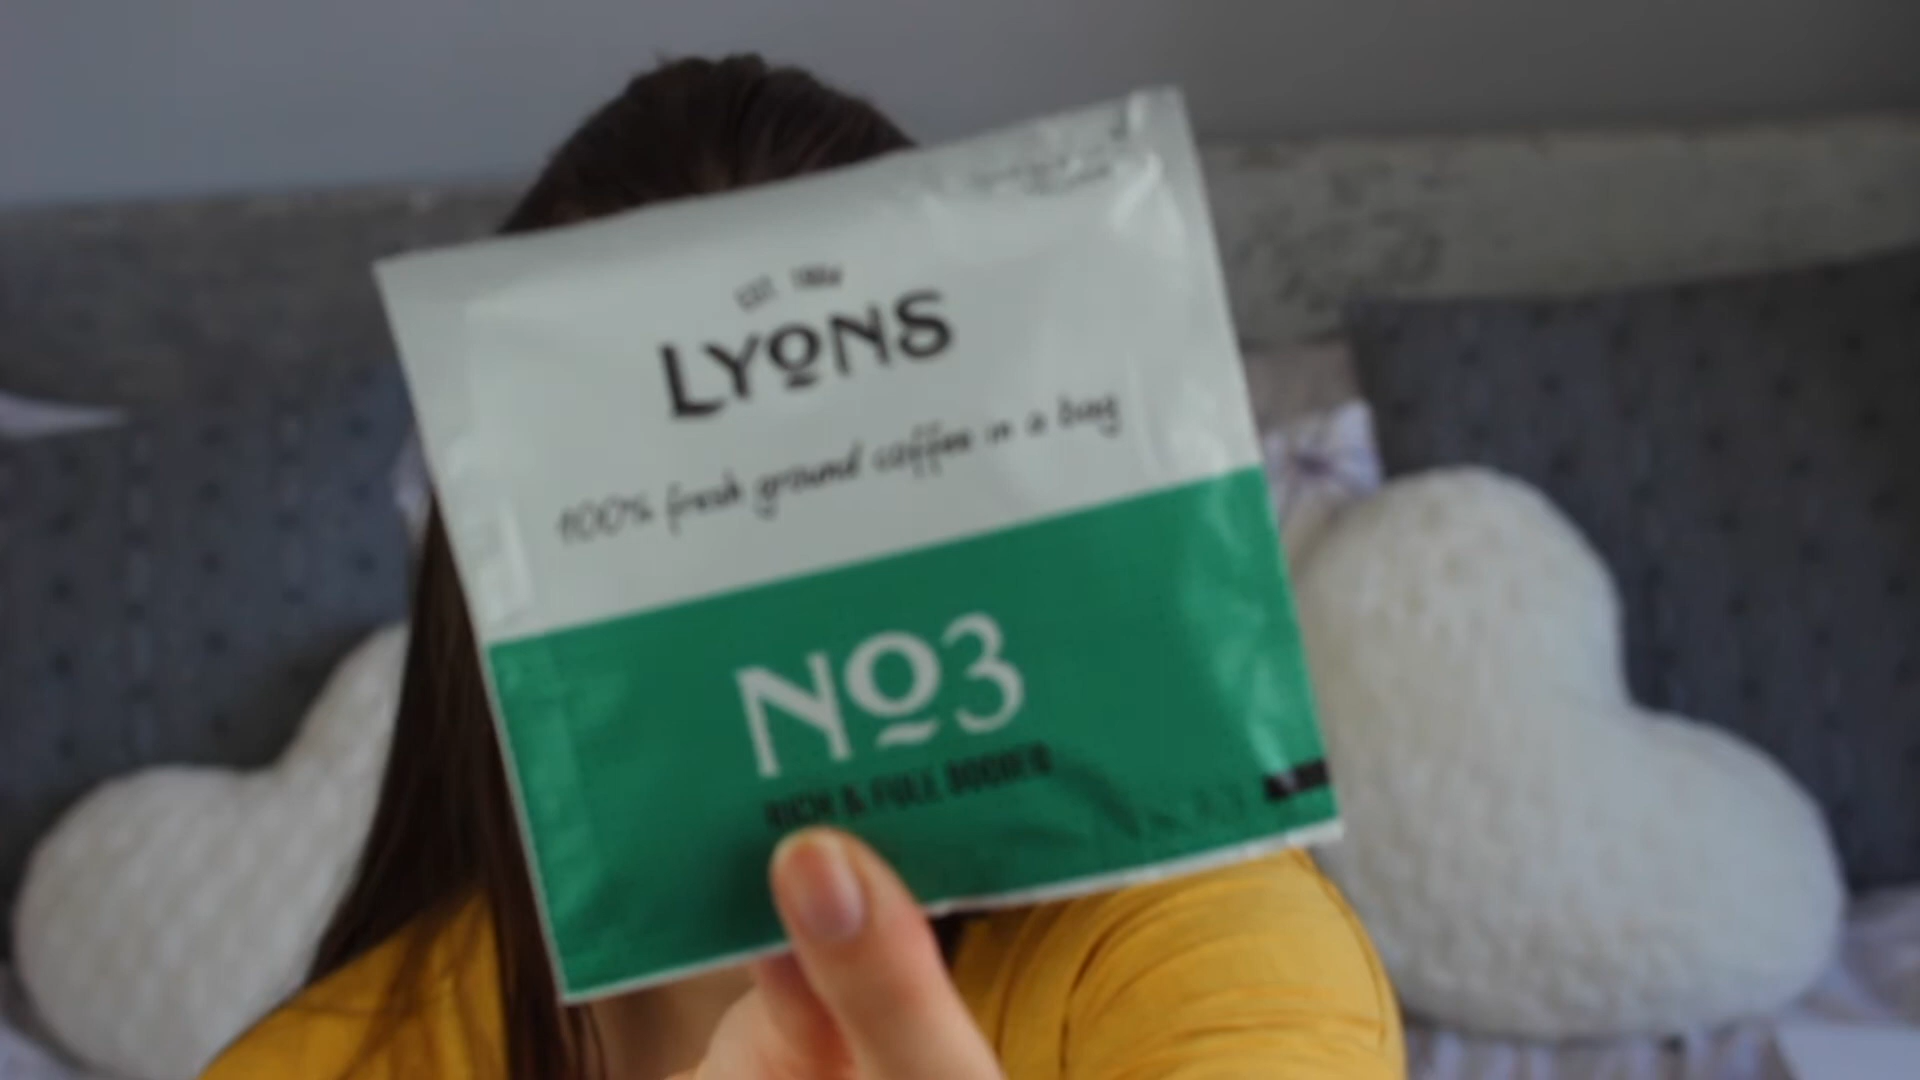 EST. 1904
LYONS
100% fresh ground coffee in a bag
No3
RICH & FULL BODIED